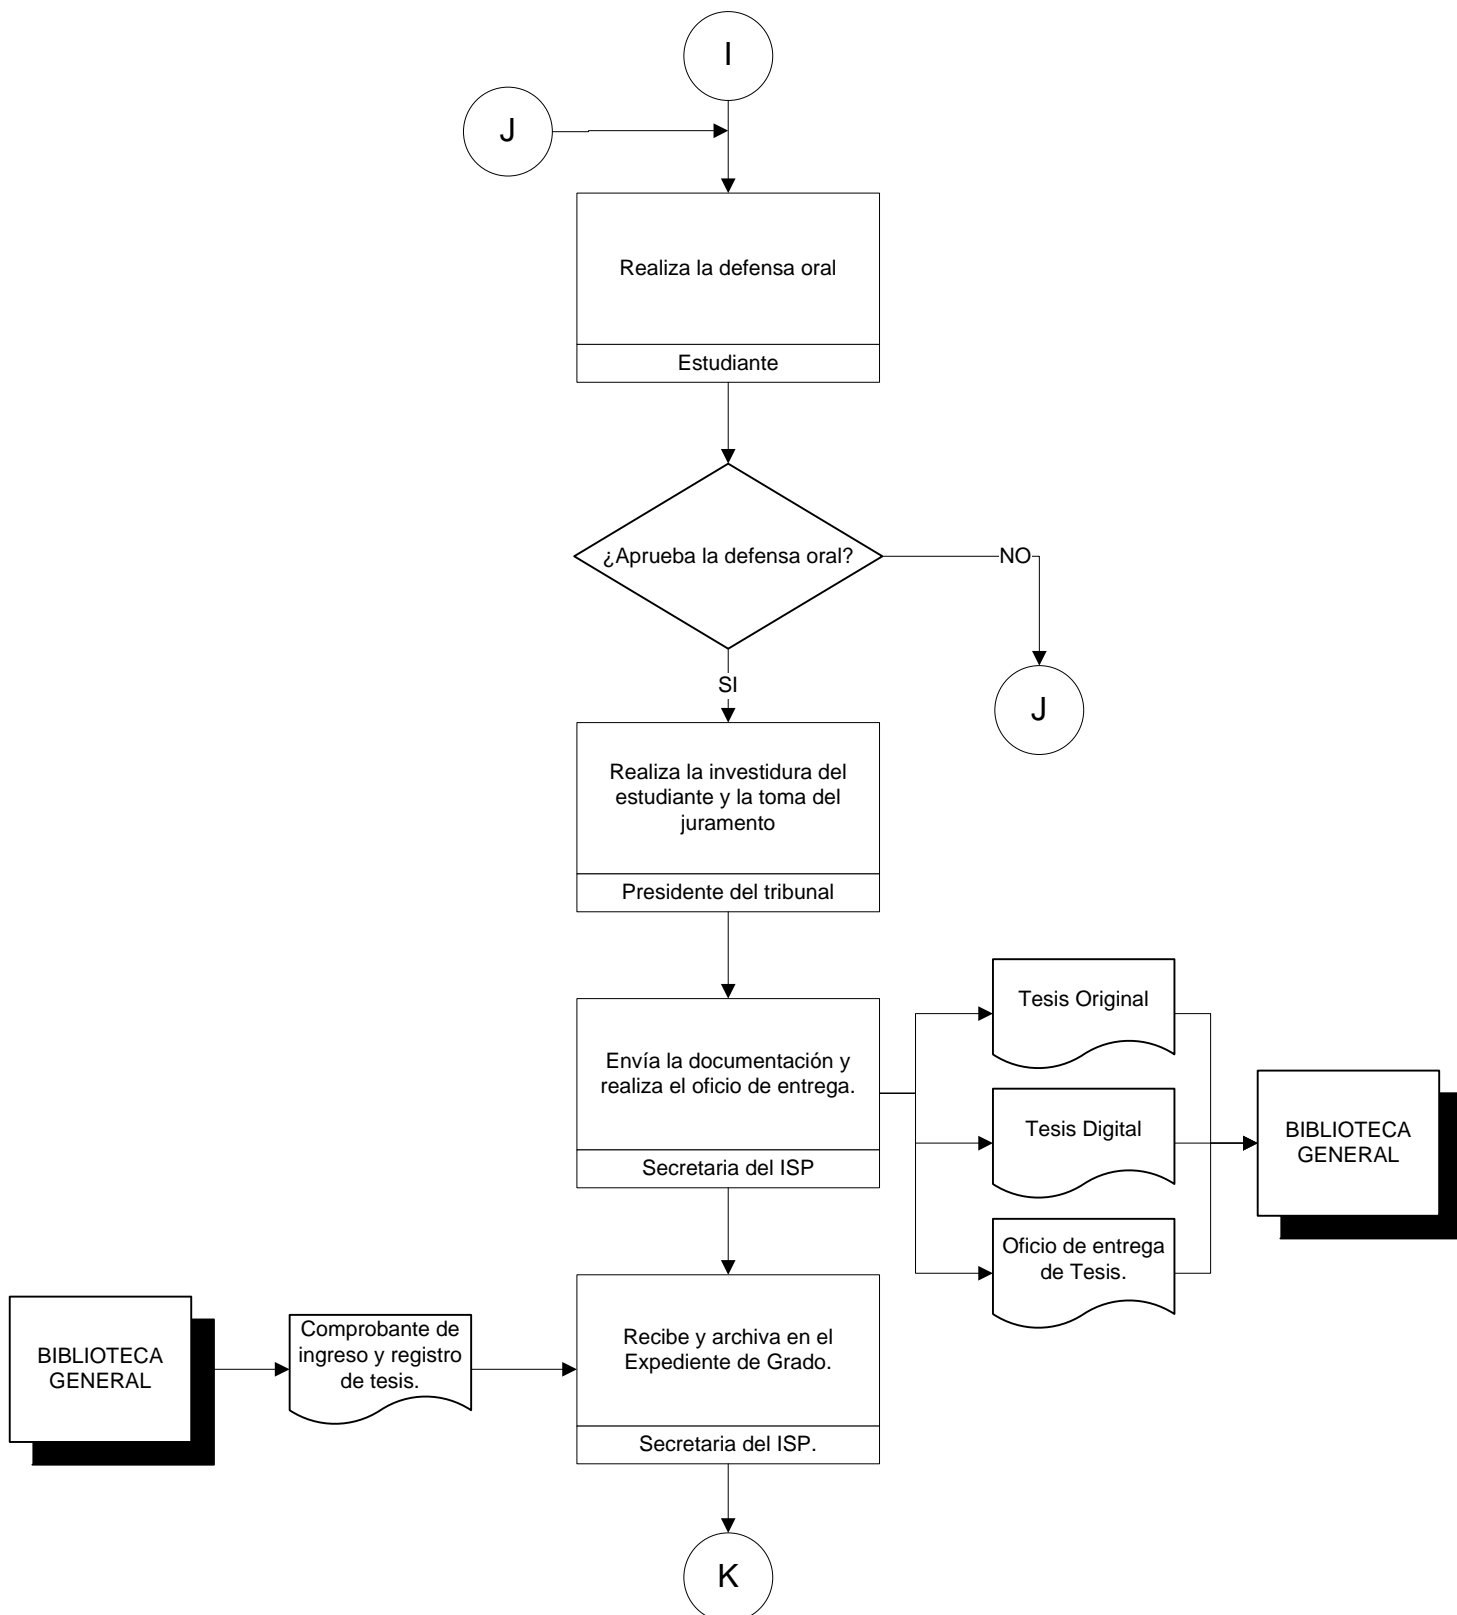 I
J
Realiza la defensa oral
Estudiante
¿Aprueba la defensa oral?
NO
SI
J
Realiza la investidura del
estudiante y la toma del
juramento
Presidente del tribunal
Tesis Original
Envía la documentación y
realiza el oficio de entrega.
Secretaria del ISP
Tesis Digital
BIBLIOTECA
GENERAL
Oficio de entrega
de Tesis.
BIBLIOTECA
GENERAL
Comprobante de
ingreso y registro
de tesis.
Recibe y archiva en el
Expediente de Grado.
Secretaria del ISP.
K